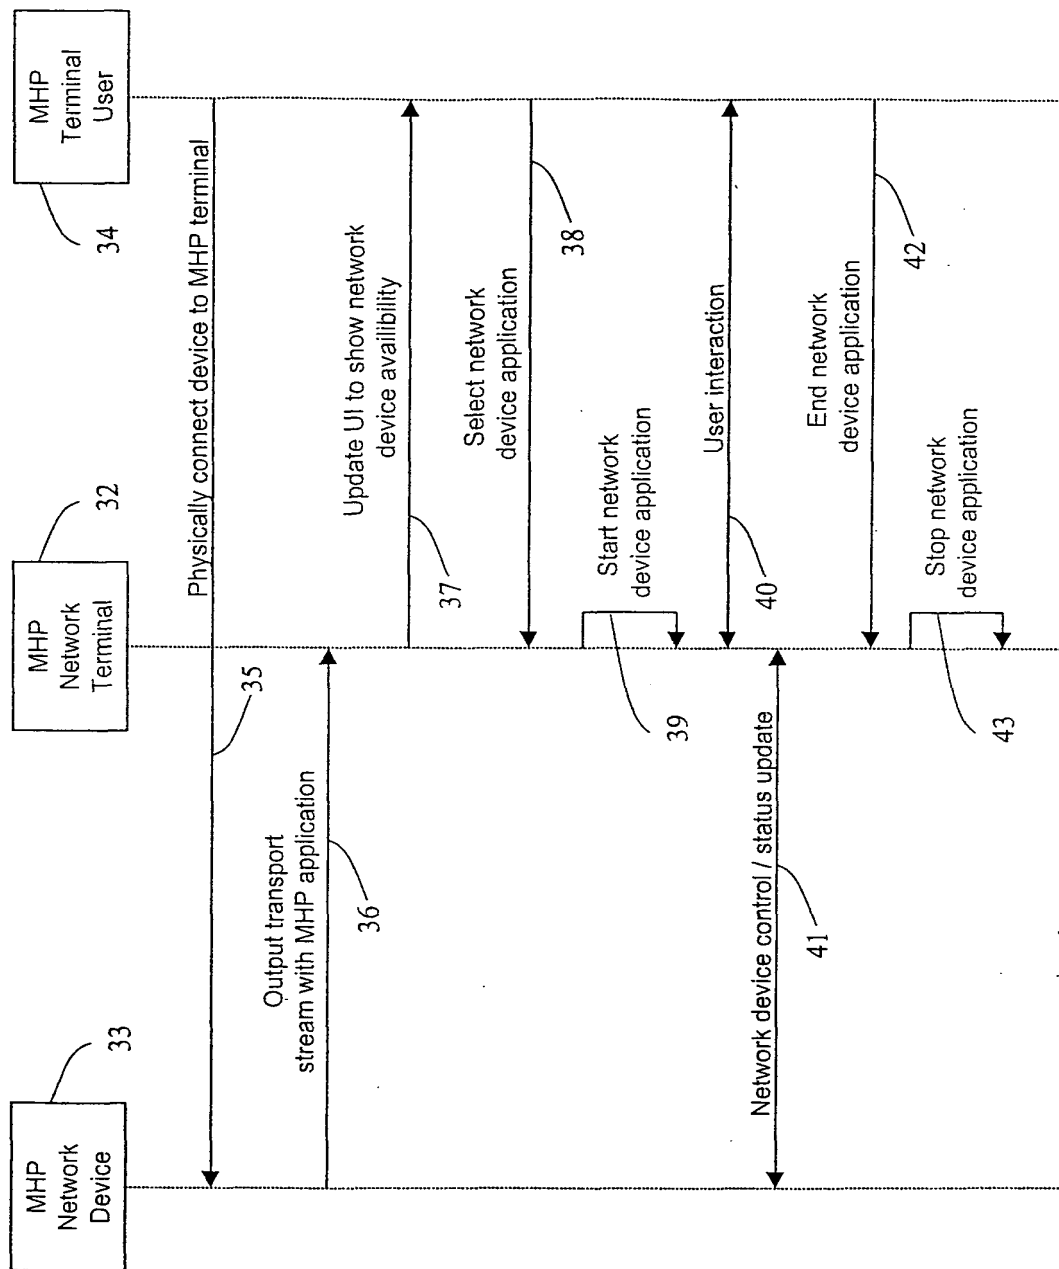 MHP
Network
Device
33
MHP
Network
Terminal
32
MHP
Terminal
User
34
Physically connect device to MHP terminal
35
Output transport
stream with MHP application
36
Update UI to show network
device availibility
37
Select network
device application
38
Start network
device application
39
User interaction
40
Network device control / status update
41
End network
device application
42
Stop network
device application
43